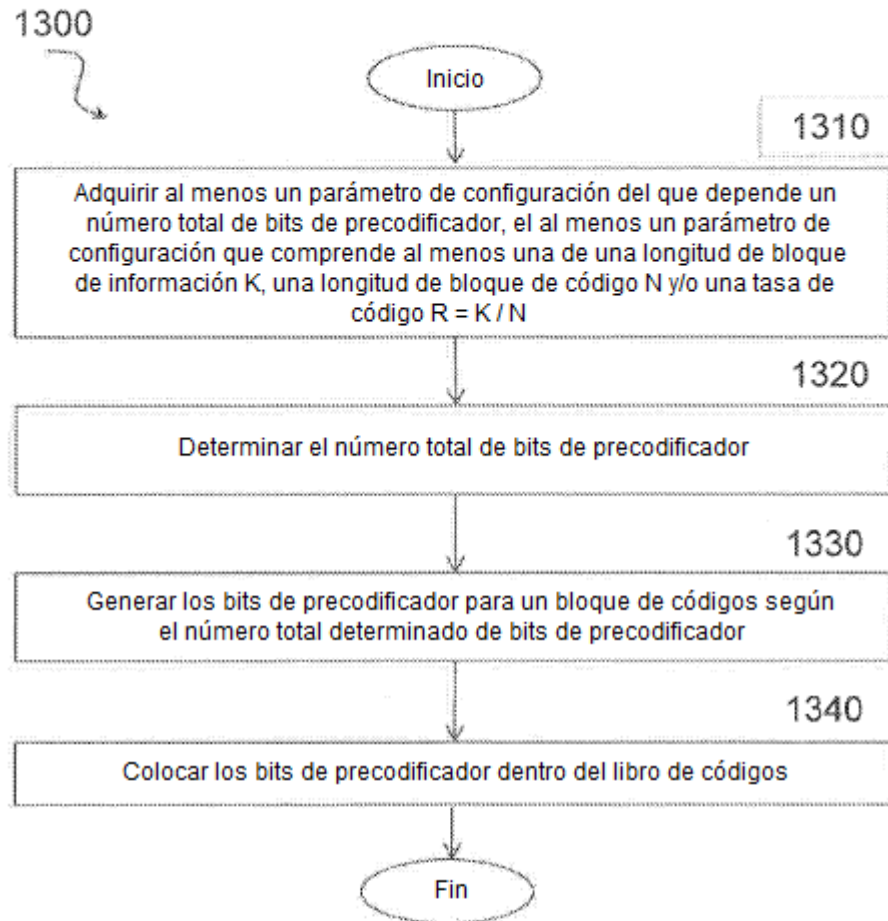 1300
Inicio
1310
Adquirir al menos un parámetro de configuración del que depende un
número total de bits de precodificador, el al menos un parámetro de
configuración que comprende al menos una de una longitud de bloque
de información K, una longitud de bloque de código N y/o una tasa de
código R = K / N
1320
Determinar el número total de bits de precodificador
1330
Generar los bits de precodificador para un bloque de códigos según
el número total determinado de bits de precodificador
1340
Colocar los bits de precodificador dentro del libro de códigos
Fin